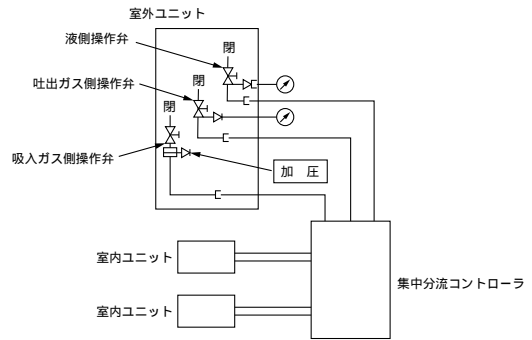 室外ユニット
液側操作弁
閉
吐出ガス側操作弁
閉
閉
吸入ガス側操作弁
加 圧
室内ユニット
集中分流コントローラ
室内ユニット